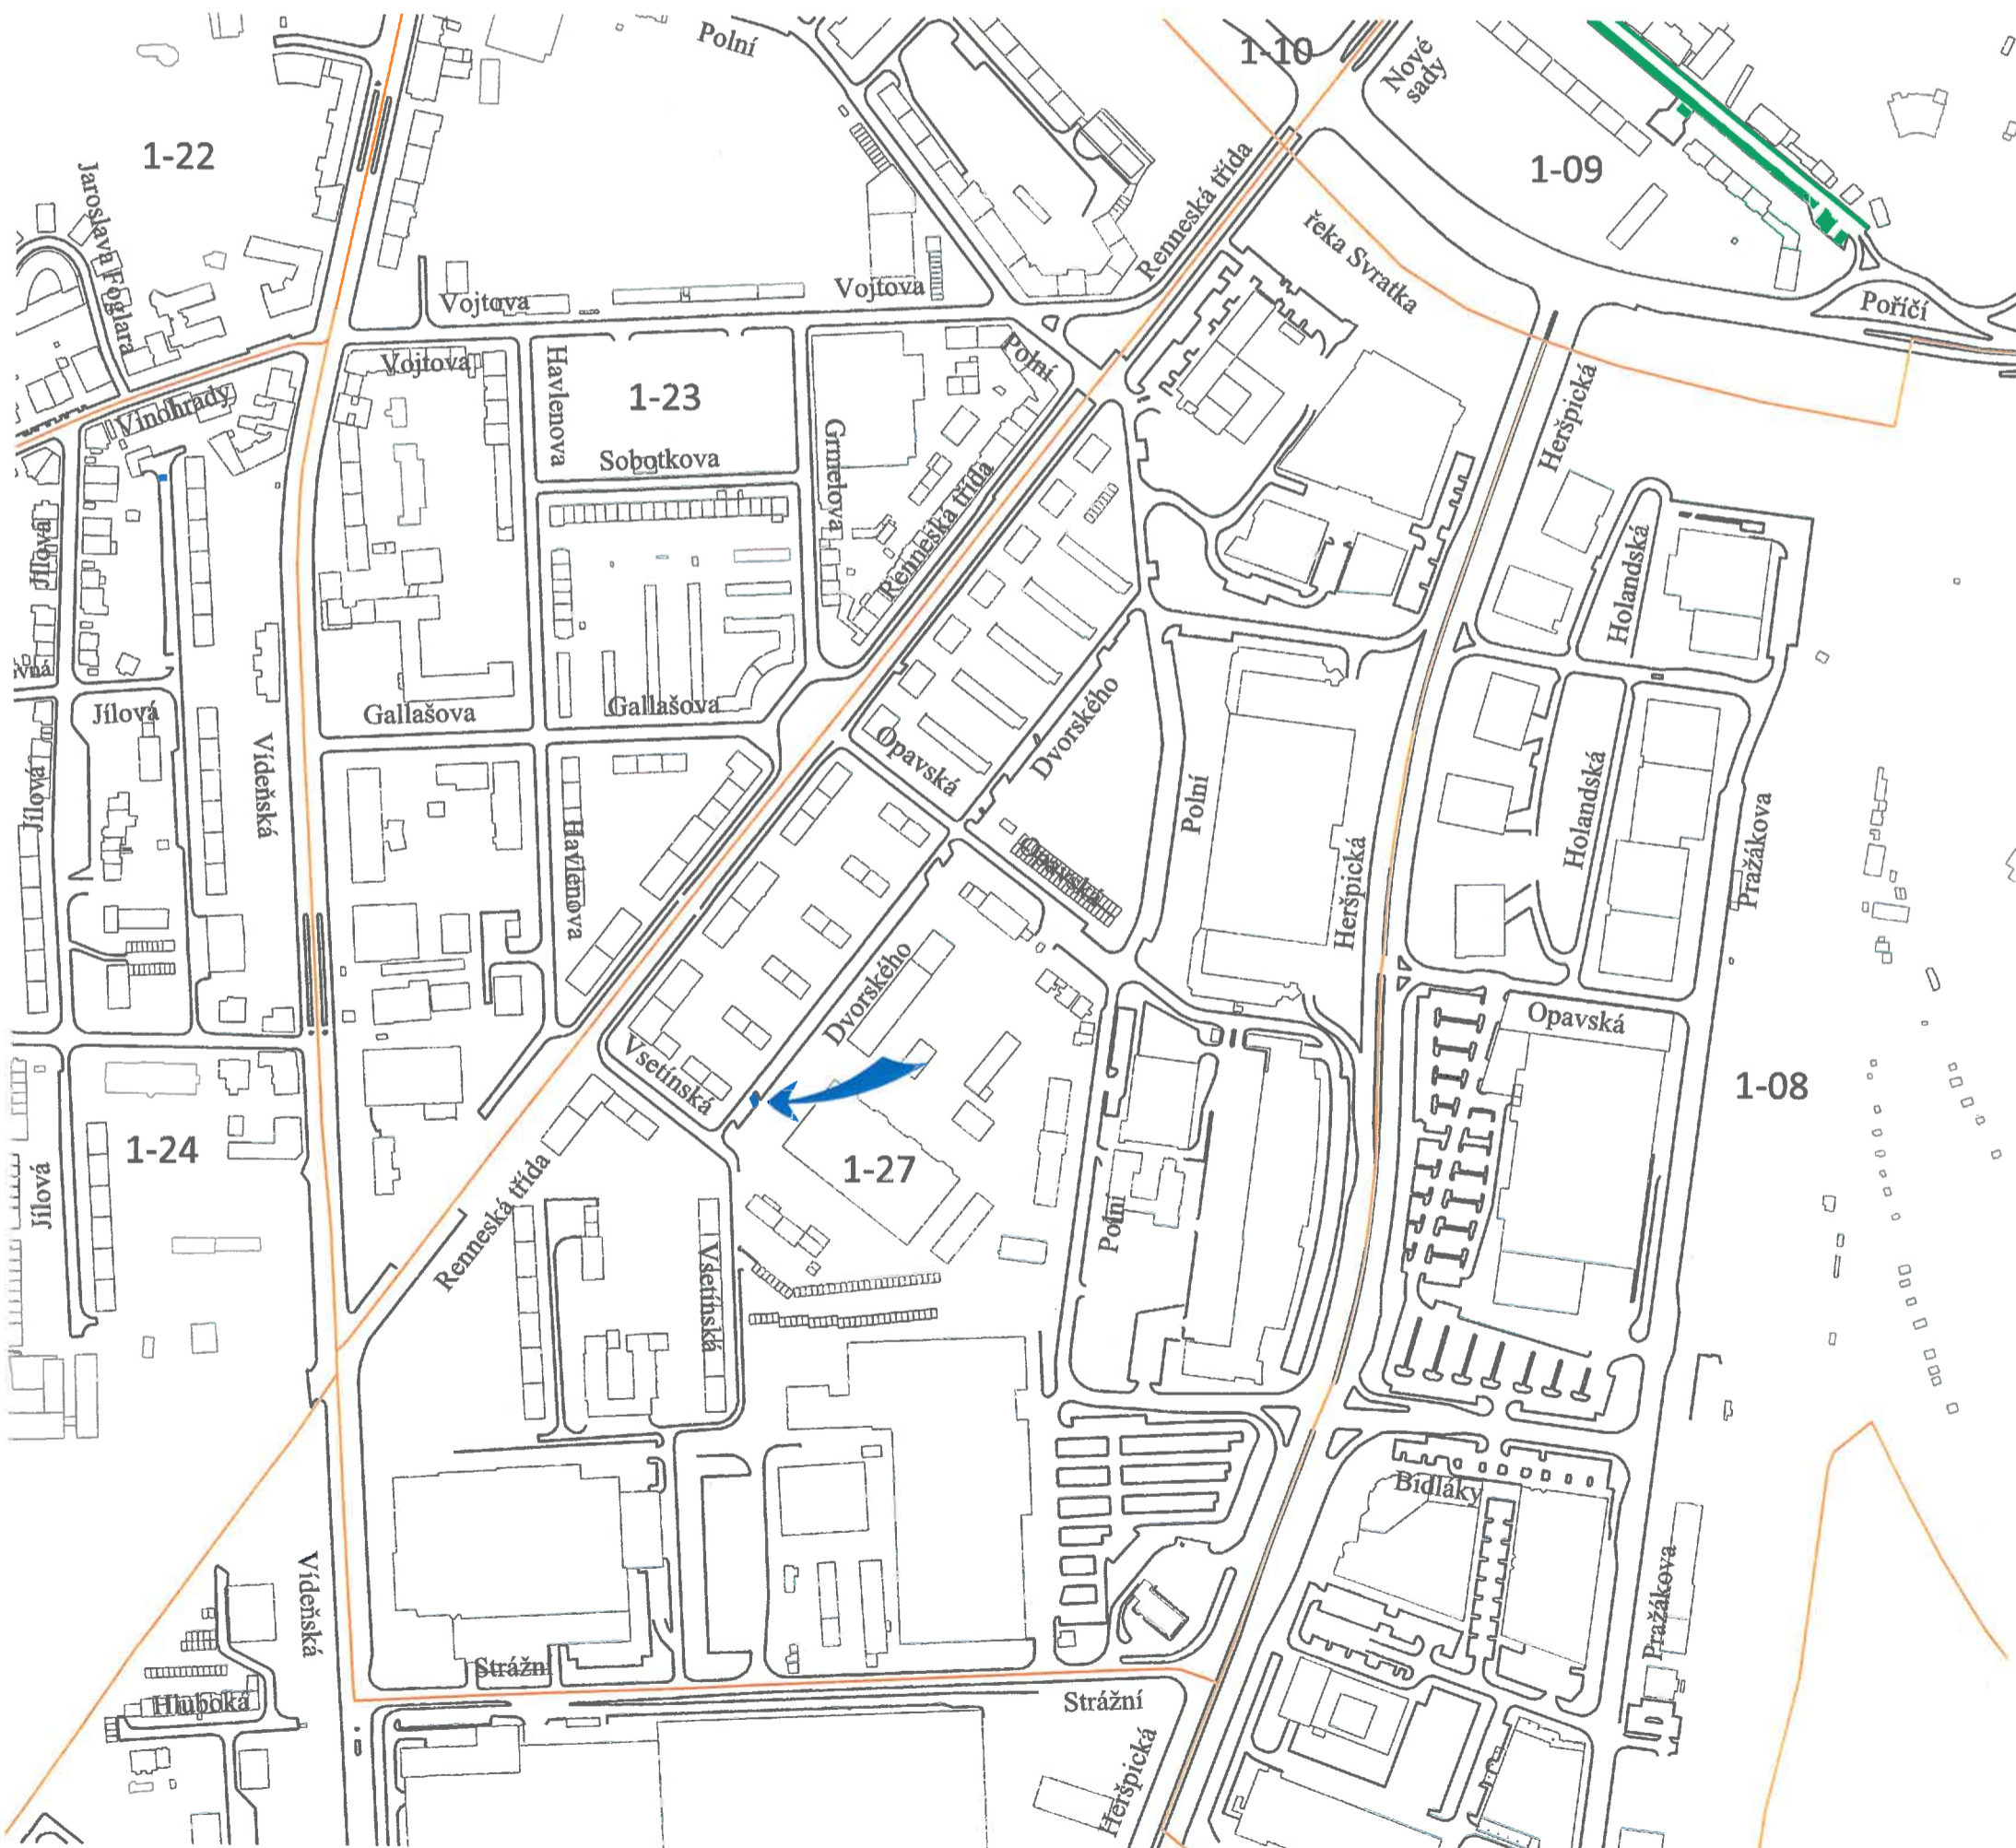 Polní
1-10
Nové
sady
1-22
1-09
Jaroslava Foglara
Renneská třída
řeka Svratka
Vojtova
Vojtova
Poříčí
Vojtova
Polní
Havlenova
1-23
Heršpická
Vinohrady
Sobotkova
Grmelova
Renneská třída
Jílová
Holandská
vná
Jílová
Gallašova
Gallašova
Dvorského
Vídeňská
Opavská
Polní
Jílová
Holandská
Pražákova
Havlenova
Opavská
Heršpická
Dvorského
Opavská
Vsetínská
1-08
1-24
1-27
Jílová
Renneská třída
Polní
Vsetínská
Bidláky
Vídeňská
Pražákova
Strážní
Hluboká
Strážní
Heršpická